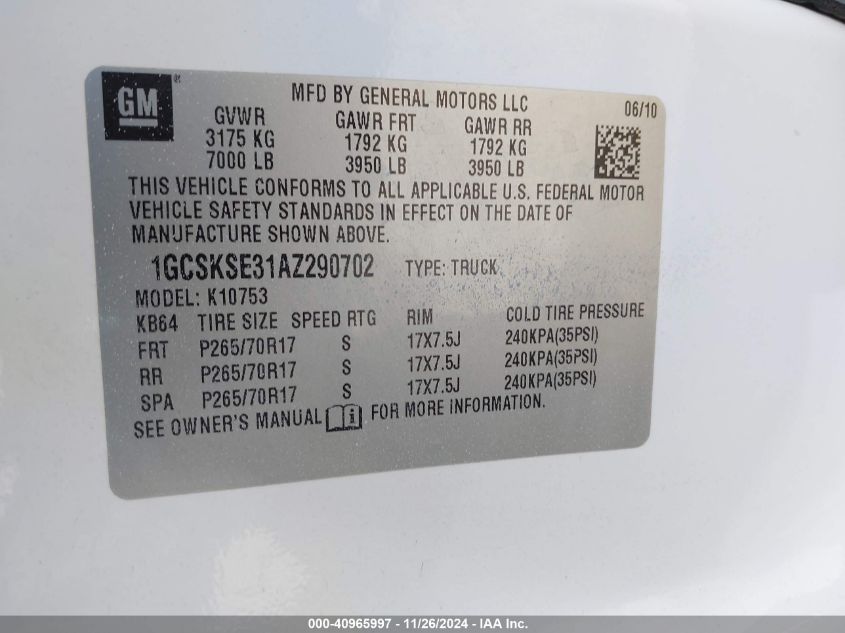 GM ®
MFD BY GENERAL MOTORS LLC
06/10
GVWR GAWR FRT GAWR RR
3175 KG 1792 KG 1792 KG
7000 LB 3950 LB 3950 LB
THIS VEHICLE CONFORMS TO ALL APPLICABLE U.S. FEDERAL MOTOR
VEHICLE SAFETY STANDARDS IN EFFECT ON THE DATE OF
MANUFACTURE SHOWN ABOVE.
1GCSKSE31AZ290702 TYPE: TRUCK
MODEL: K10753
KB64 TIRE SIZE SPEED RTG RIM COLD TIRE PRESSURE
FRT P265/70R17 S 17X7.5J 240KPA(35PSI)
RR P265/70R17 S 17X7.5J 240KPA(35PSI)
SPA P265/70R17 S 17X7.5J 240KPA(35PSI)
SEE OWNER'S MANUAL i FOR MORE INFORMATION.
000-40965997 - 11/26/2024 - IAA Inc.